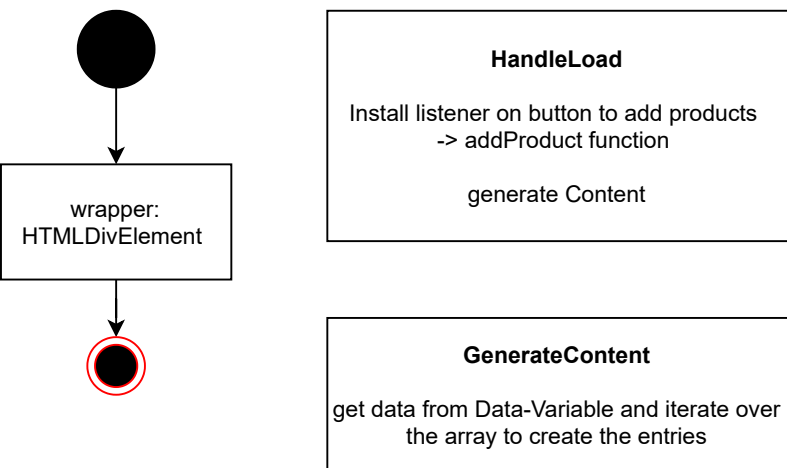 wrapper:
HTMLDivElement
HandleLoad
Install listener on button to add products
-> addProduct function
generate Content
GenerateContent
get data from Data-Variable and iterate over
the array to create the entries